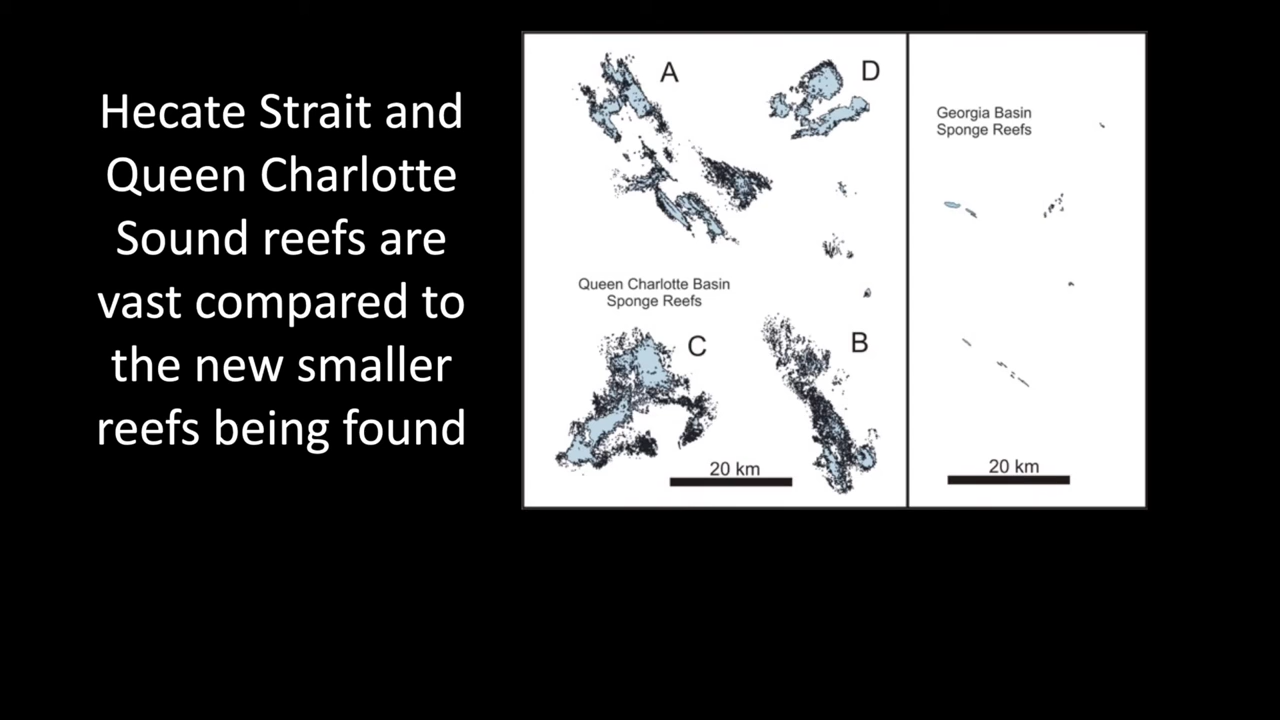 Hecate Strait and
Queen Charlotte
Sound reefs are
vast compared to
the new smaller
reefs being found
A
D
Queen Charlotte Basin
Sponge Reefs
C
B
20 km
Georgia Basin
Sponge Reefs
20 km